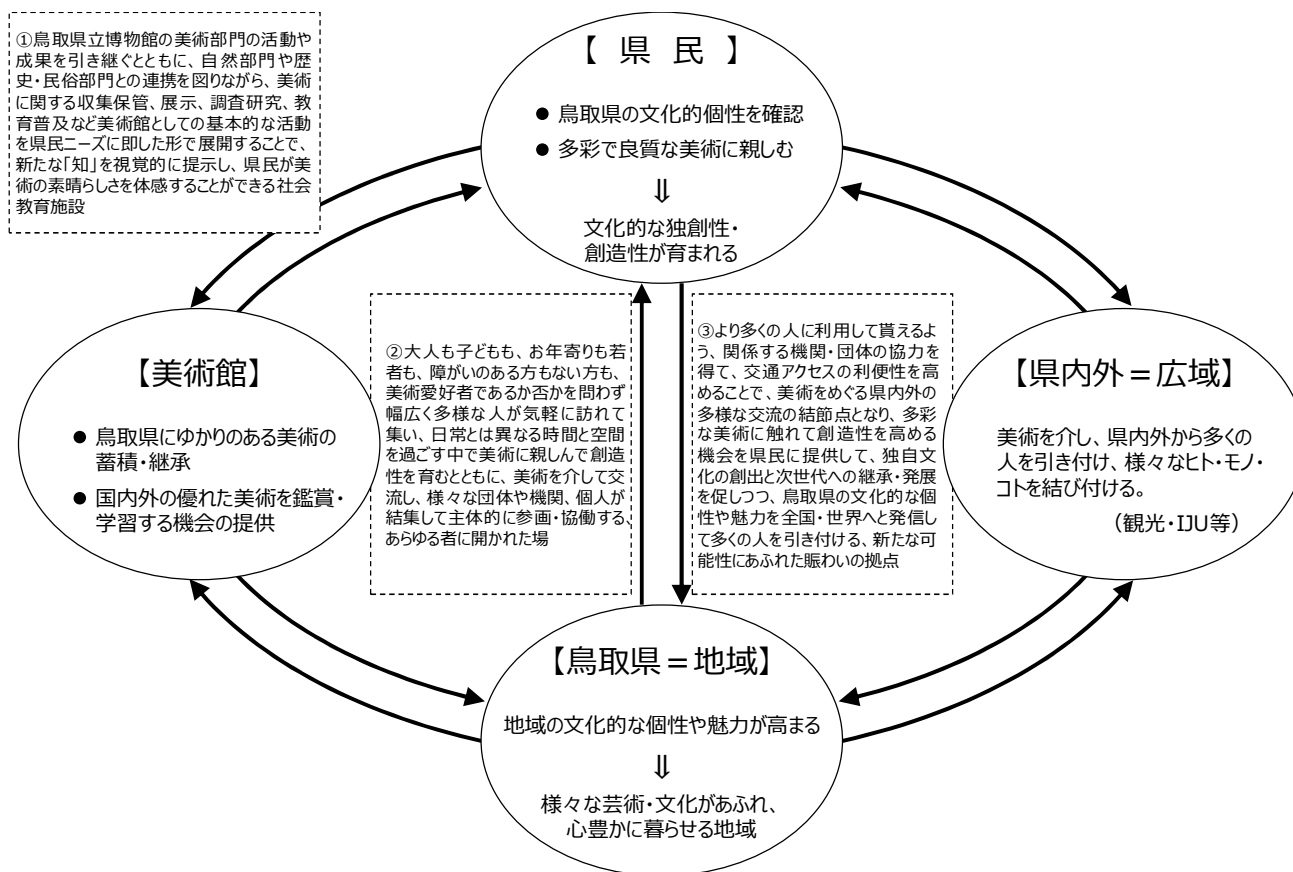 ①鳥取県立博物館の美術部門の活動や
成果を引き継ぐとともに、自然部門や歴
史・民俗部門との連携を図りながら、美術
に関する収集保管、展示、調査研究、教
育普及など美術館としての基本的な活動
を県民ニーズに即した形で展開することで、
新たな「知」を視覚的に提示し、県民が美
術の素晴らしさを体感することができる社会
教育施設
【 県 民 】
● 鳥取県の文化的個性を確認
● 多彩で良質な美術に親しむ
⇓
文化的な独創性・
創造性が育まれる
【美術館】
● 鳥取県にゆかりのある美術の
蓄積・継承
● 国内外の優れた美術を鑑賞・
学習する機会の提供
②大人も子どもも、お年寄りも若
者も、障がいのある方もない方も、
美術愛好者であるか否かを問わず
幅広く多様な人が気軽に訪れて
集い、日常とは異なる時間と空間
を過ごす中で美術に親しんで創造
性を育むとともに、美術を介して交
流し、様々な団体や機関、個人が
結集して主体的に参画・協働する、
あらゆる者に開かれた場
③より多くの人に利用して貰えるよ
う、関係する機関・団体の協力を
得て、交通アクセスの利便性を高
めることで、美術をめぐる県内外の
多様な交流の結節点となり、多彩
な美術に触れて創造性を高める
機会を県民に提供して、独自文
化の創出と次世代への継承・発展
を促しつつ、鳥取県の文化的な個
性や魅力を全国・世界へと発信し
て多くの人を引き付ける、新たな可
能性にあふれた賑わいの拠点
【県内外＝広域】
美術を介し、県内外から多くの
人を引き付け、様々なヒト・モノ・
コトを結び付ける。
（観光・IJU等）
【鳥取県＝地域】
地域の文化的な個性や魅力が高まる
⇓
様々な芸術・文化があふれ、
心豊かに暮らせる地域